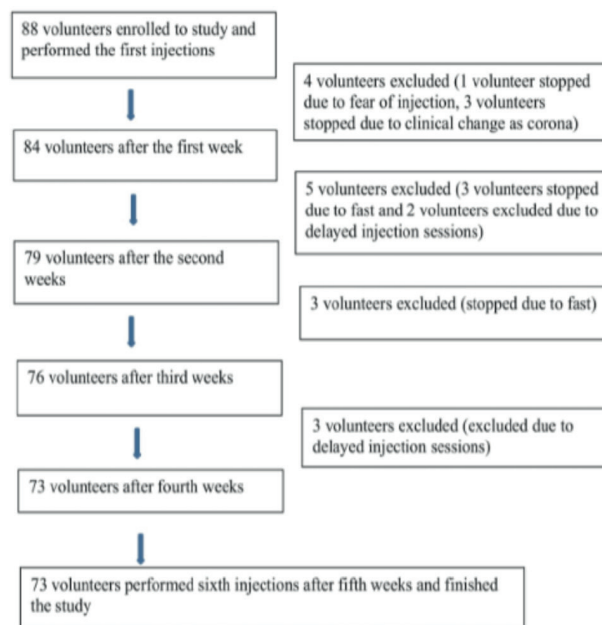 88 volunteers enrolled to study and
performed the first injections
4 volunteers excluded (1 volunteer stopped
due to fear of injection, 3 volunteers
stopped due to clinical change as corona)
84 volunteers after the first week
5 volunteers excluded (3 volunteers stopped
due to fast and 2 volunteers excluded due to
delayed injection sessions)
79 volunteers after the second
weeks
3 volunteers excluded (stopped due to fast)
76 volunteers after third weeks
3 volunteers excluded (excluded due to
delayed injection sessions)
73 volunteers after fourth weeks
73 volunteers performed sixth injections after fifth weeks and finished
the study